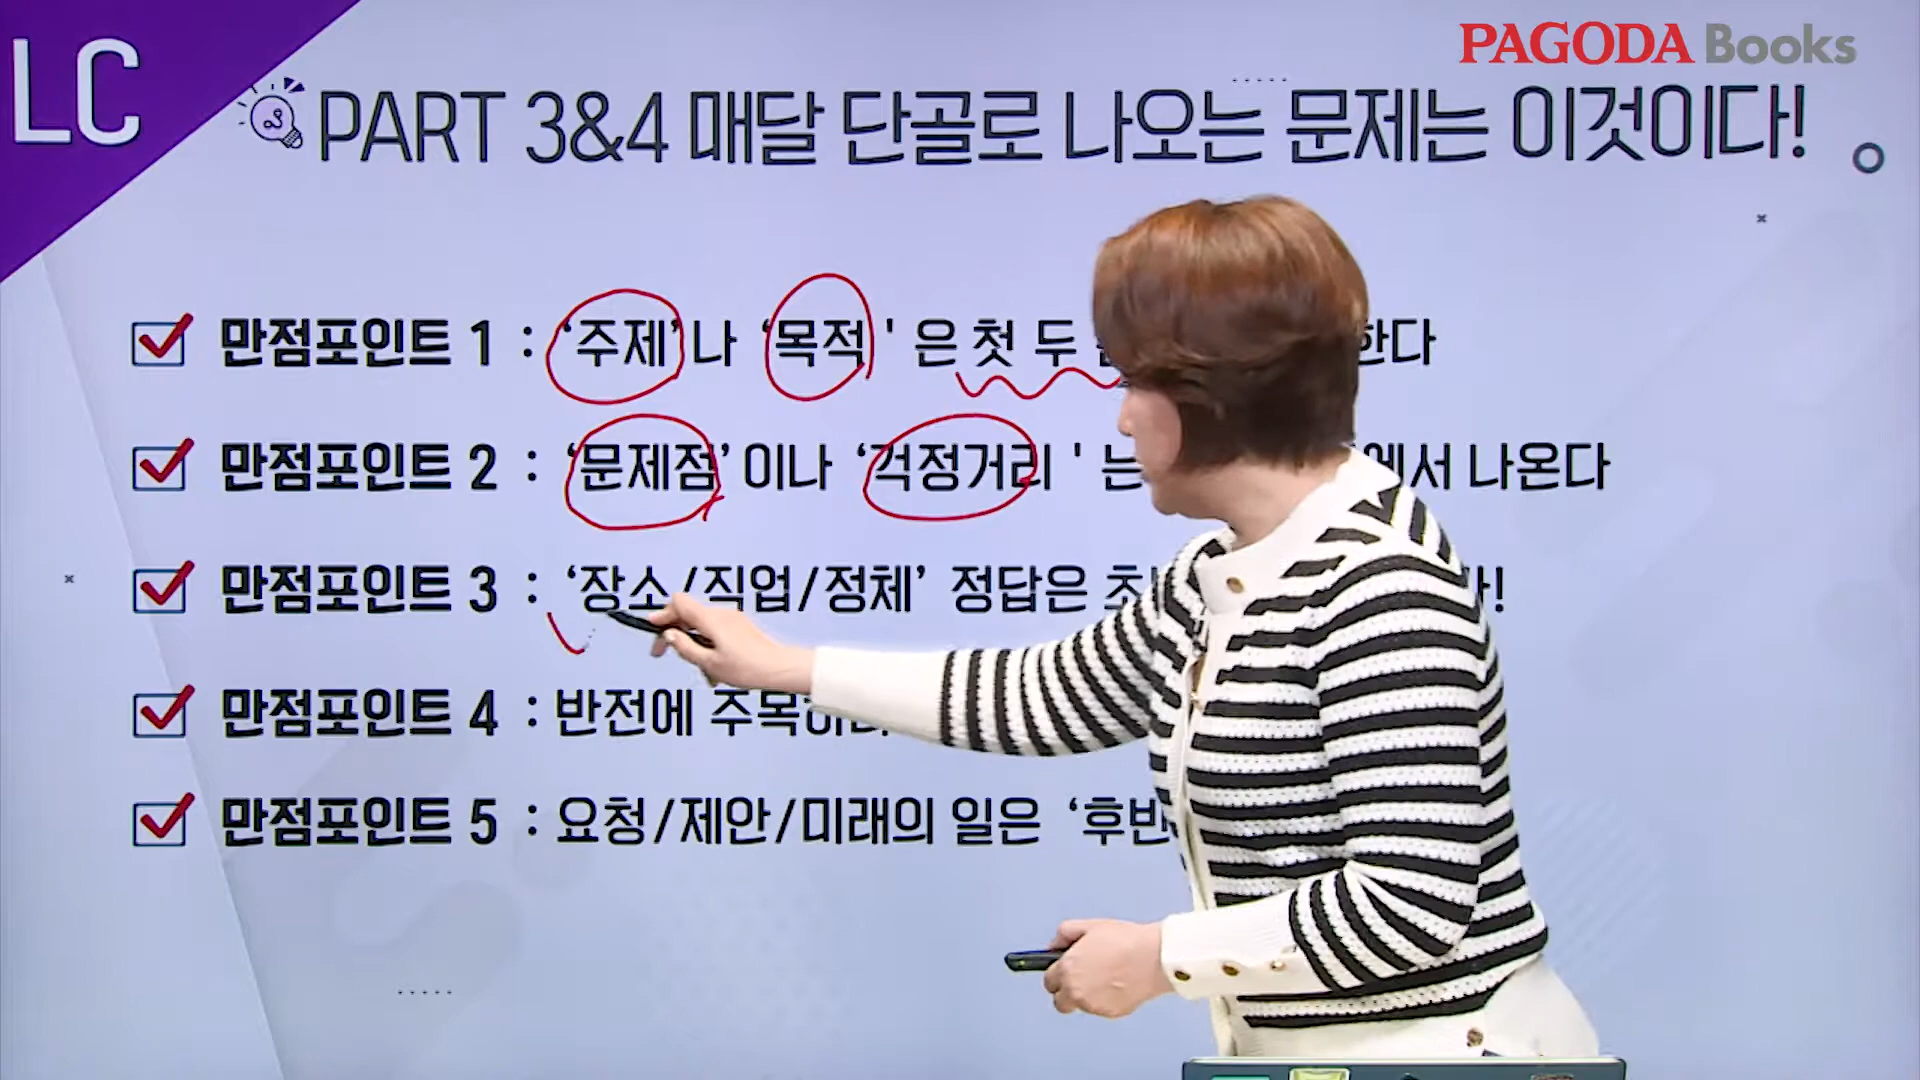 LC
PAGODA Books
PART 3&4 매달 단골로 나오는 문제는 이것이다!
만점포인트 1 : ‘주제’나 ‘목적 ' 은 첫 두 한다
만점포인트 2 : ‘문제점’ 이나 ‘걱정거리 ' 는 에서 나온다
만점포인트 3 : ‘장소/직업/정체’ 정답은
만점포인트 4 : 반전에
만점포인트 5 : 요청/제안/미래의 일은 ‘후반